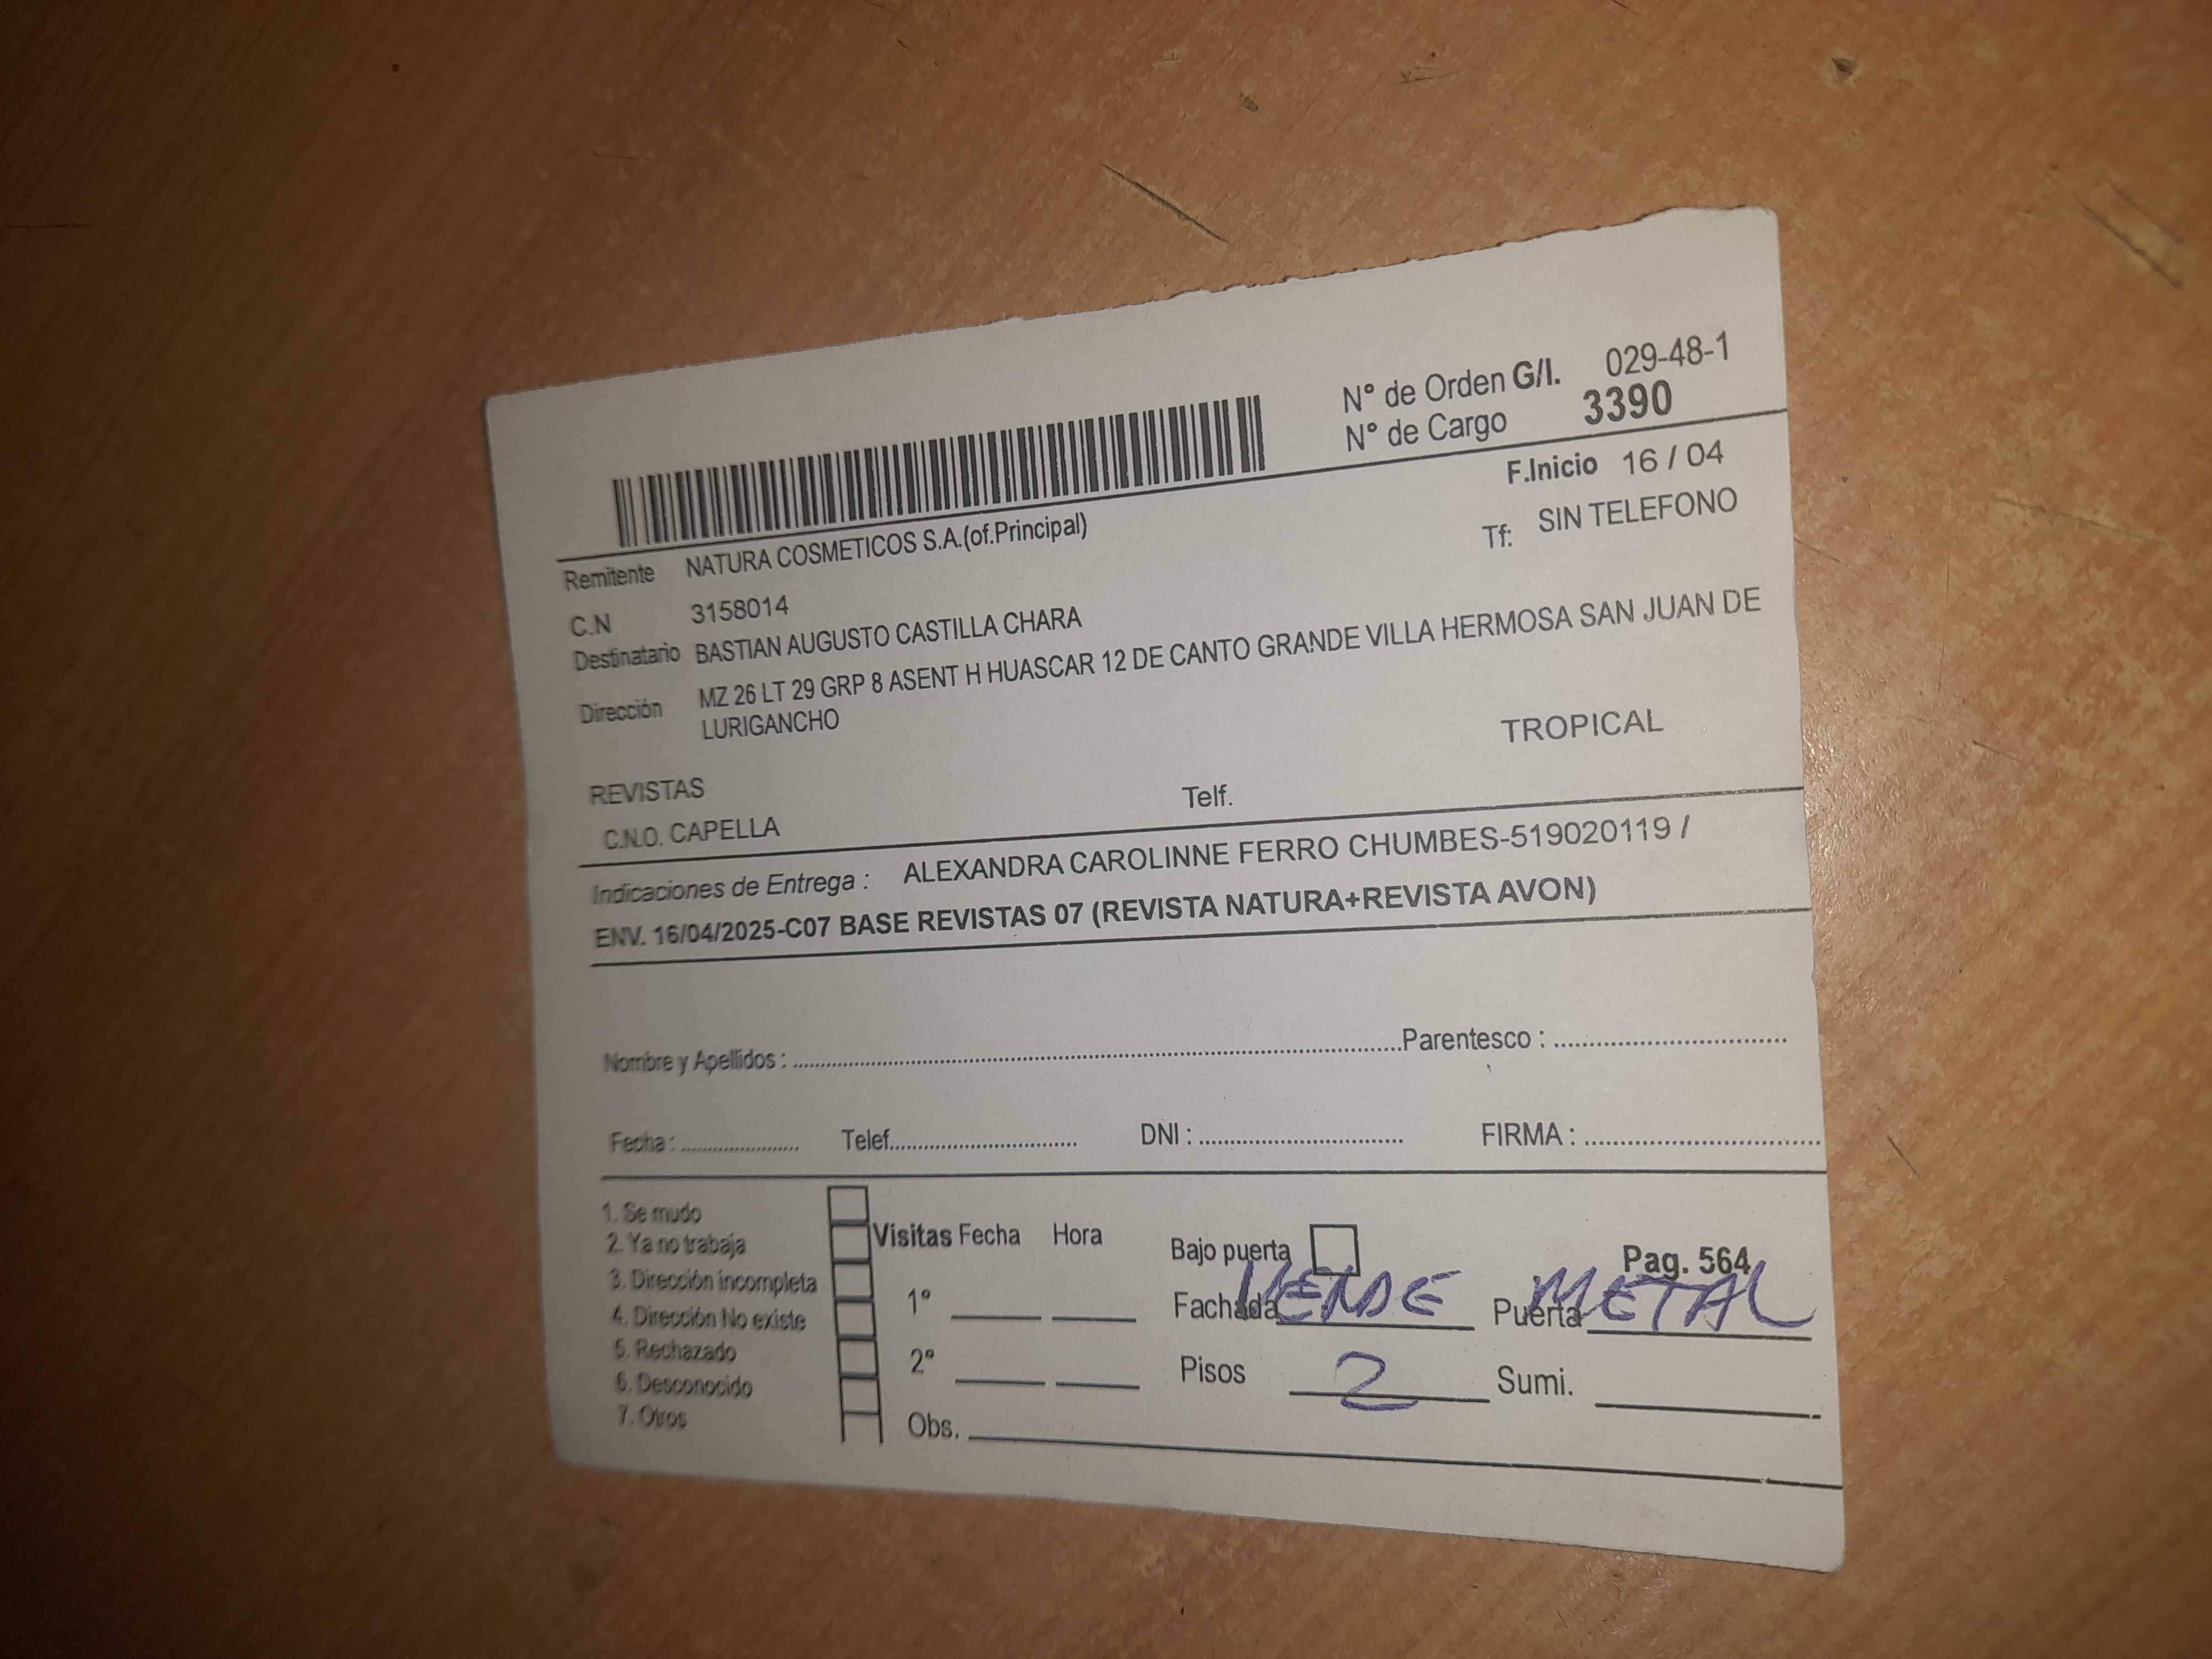 N° de Orden G/I. 029-48-1
N° de Cargo 3390
F.Inicio 16 / 04
Remitente NATURA COSMETICOS S.A.(of.Principal)
Tf: SIN TELEFONO
C.N 3158014
Destinatario BASTIAN AUGUSTO CASTILLA CHARA
Dirección MZ 26 LT 29 GRP 8 ASENT H HUASCAR 12 DE CANTO GRANDE VILLA HERMOSA SAN JUAN DE
LURIGANCHO
TROPICAL
REVISTAS
C.N.O. CAPELLA Telf.
Indicaciones de Entrega : ALEXANDRA CAROLINNE FERRO CHUMBES-519020119 /
ENV. 16/04/2025-C07 BASE REVISTAS 07 (REVISTA NATURA+REVISTA AVON)
Nombre y Apellidos : Parentesco :
Fecha : Telef. DNI : FIRMA :
1. Se mudo
2. Ya no trabaja
3. Dirección incompleta
4. Dirección No existe
5. Rechazado
6. Desconocido
7. Otros
Visitas Fecha Hora
1°
2°
Obs.
Bajo puerta Pag. 564
Fachada Puerta METAL
Pisos 2 Sumi.